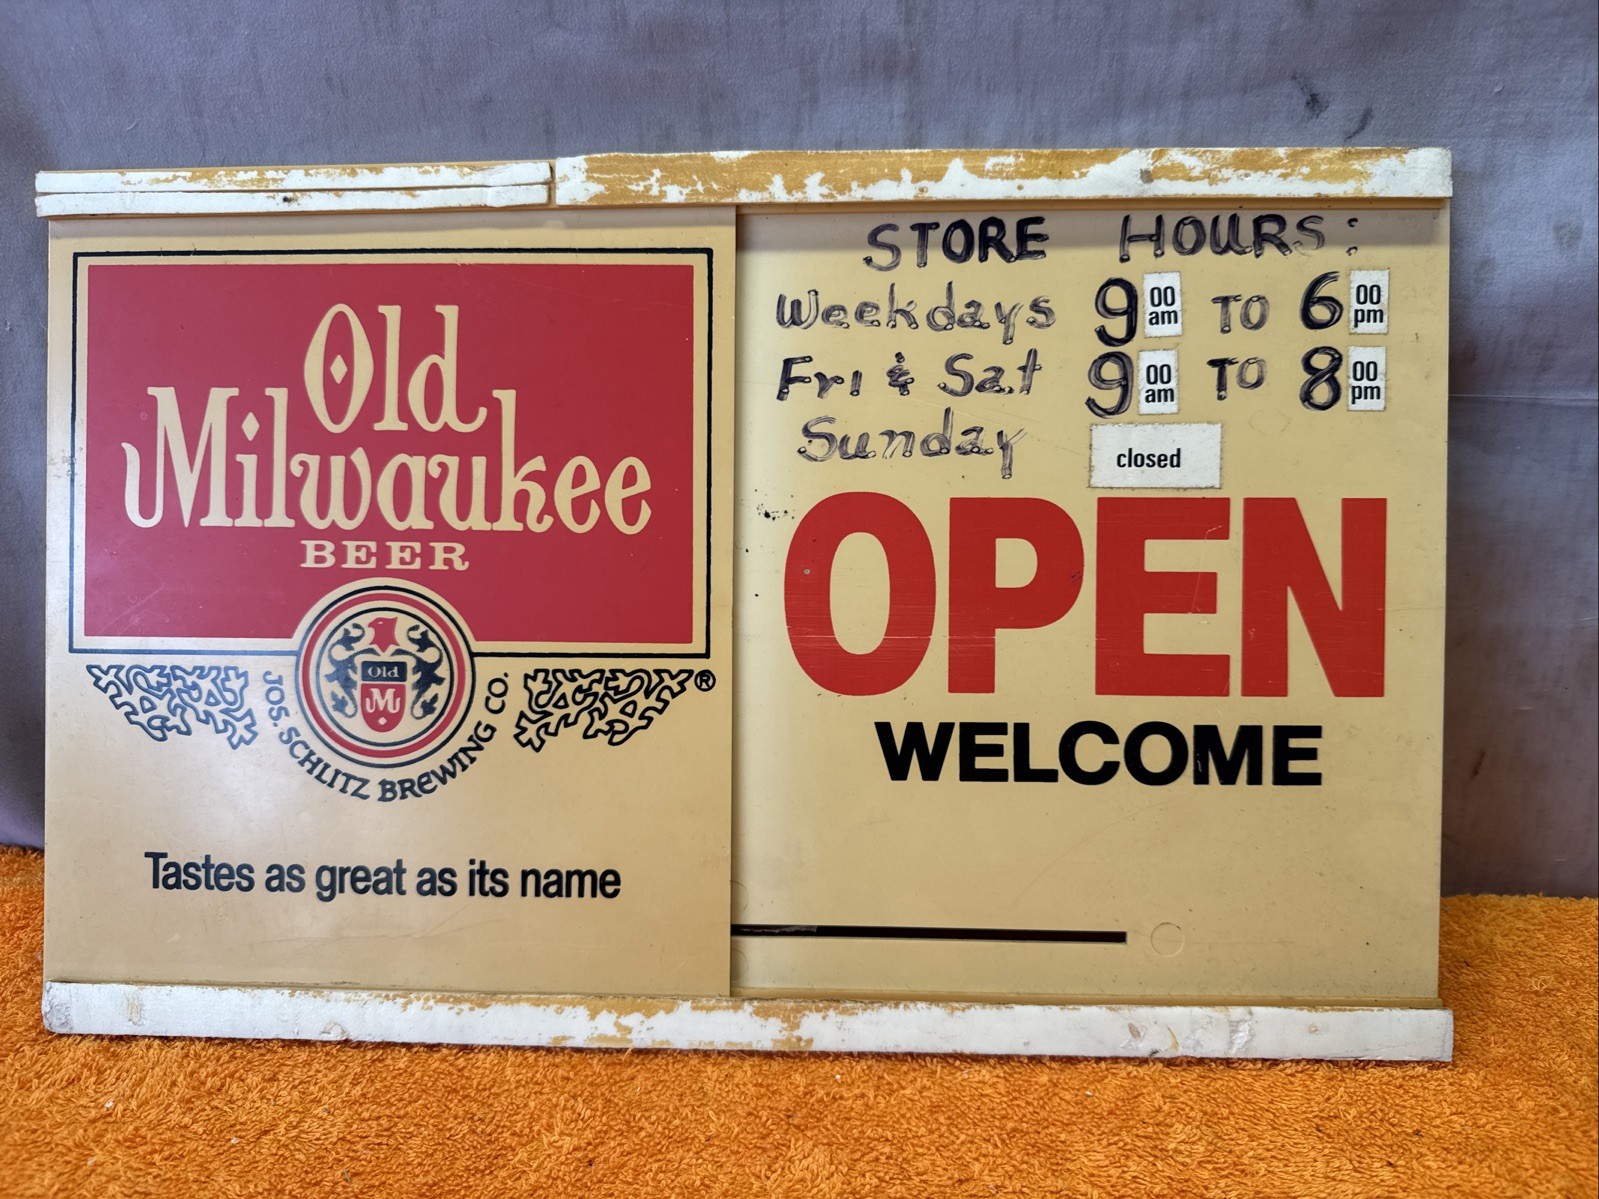 Old
Milwaukee
BEER
Old
M
JOS. SCHLITZ BREWING CO.
®
Tastes as great as its name
STORE HOURS:
Weekdays 9 00 am TO 6 00 pm
Fri & Sat 9 00 am TO 8 00 pm
Sunday closed
OPEN
WELCOME